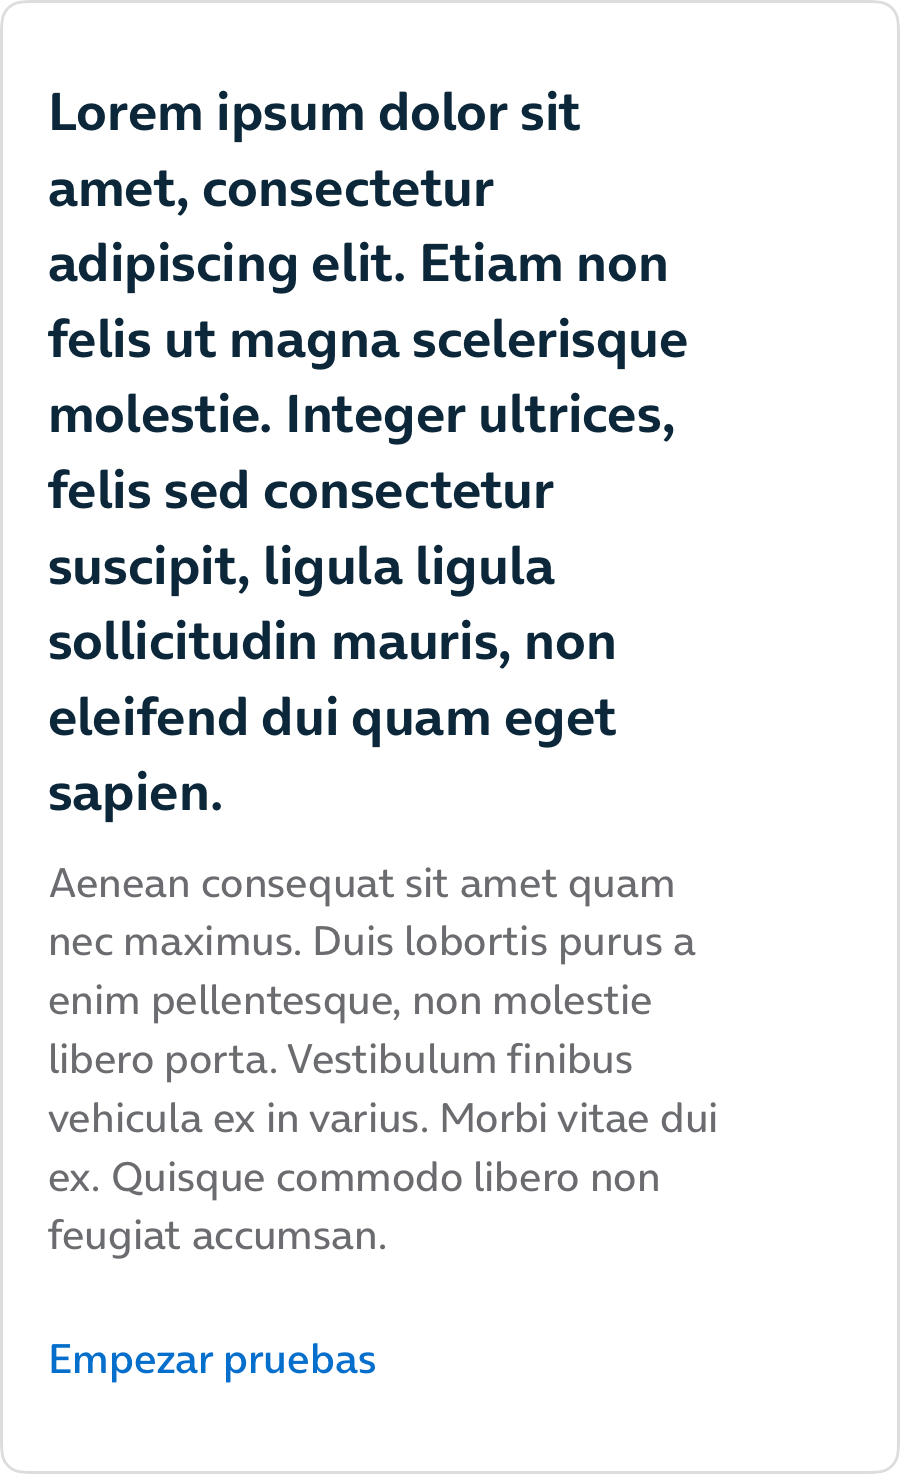 Lorem ipsum dolor sit
amet, consectetur
adipiscing elit. Etiam non
felis ut magna scelerisque
molestie. Integer ultrices,
felis sed consectetur
suscipit, ligula ligula
sollicitudin mauris, non
eleifend dui quam eget
sapien.
Aenean consequat sit amet quam
nec maximus. Duis lobortis purus a
enim pellentesque, non molestie
libero porta. Vestibulum finibus
vehicula ex in varius. Morbi vitae dui
ex. Quisque commodo libero non
feugiat accumsan.
Empezar pruebas